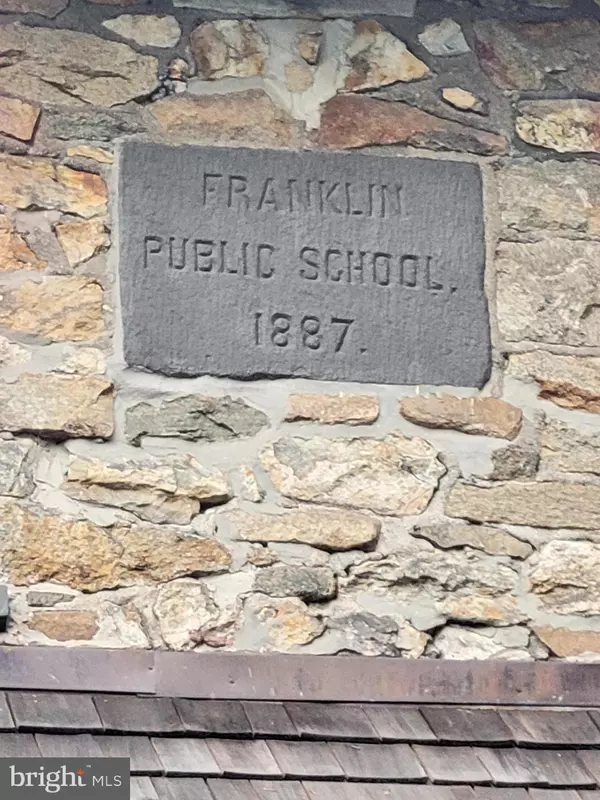 FRANKLIN
PUBLIC SCHOOL.
1887.
bright MLS